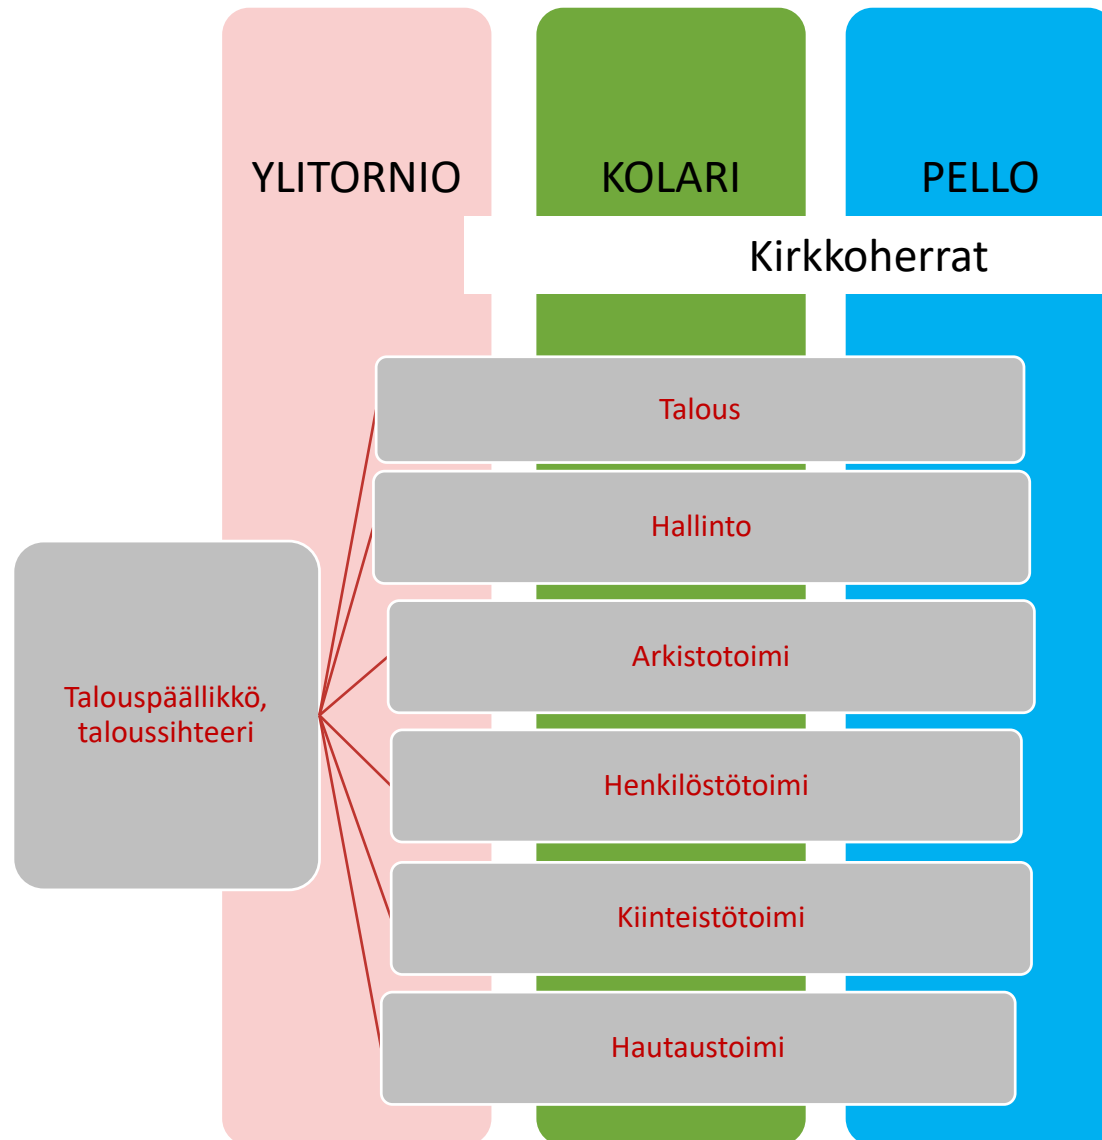 YLITORNIO
KOLARI
PELLO
Kirkkoherrat
Talous
Hallinto
Arkistotoimi
Talouspäällikkö,
taloussihteeri
Henkilöstötoimi
Kiinteistötoimi
Hautaustoimi